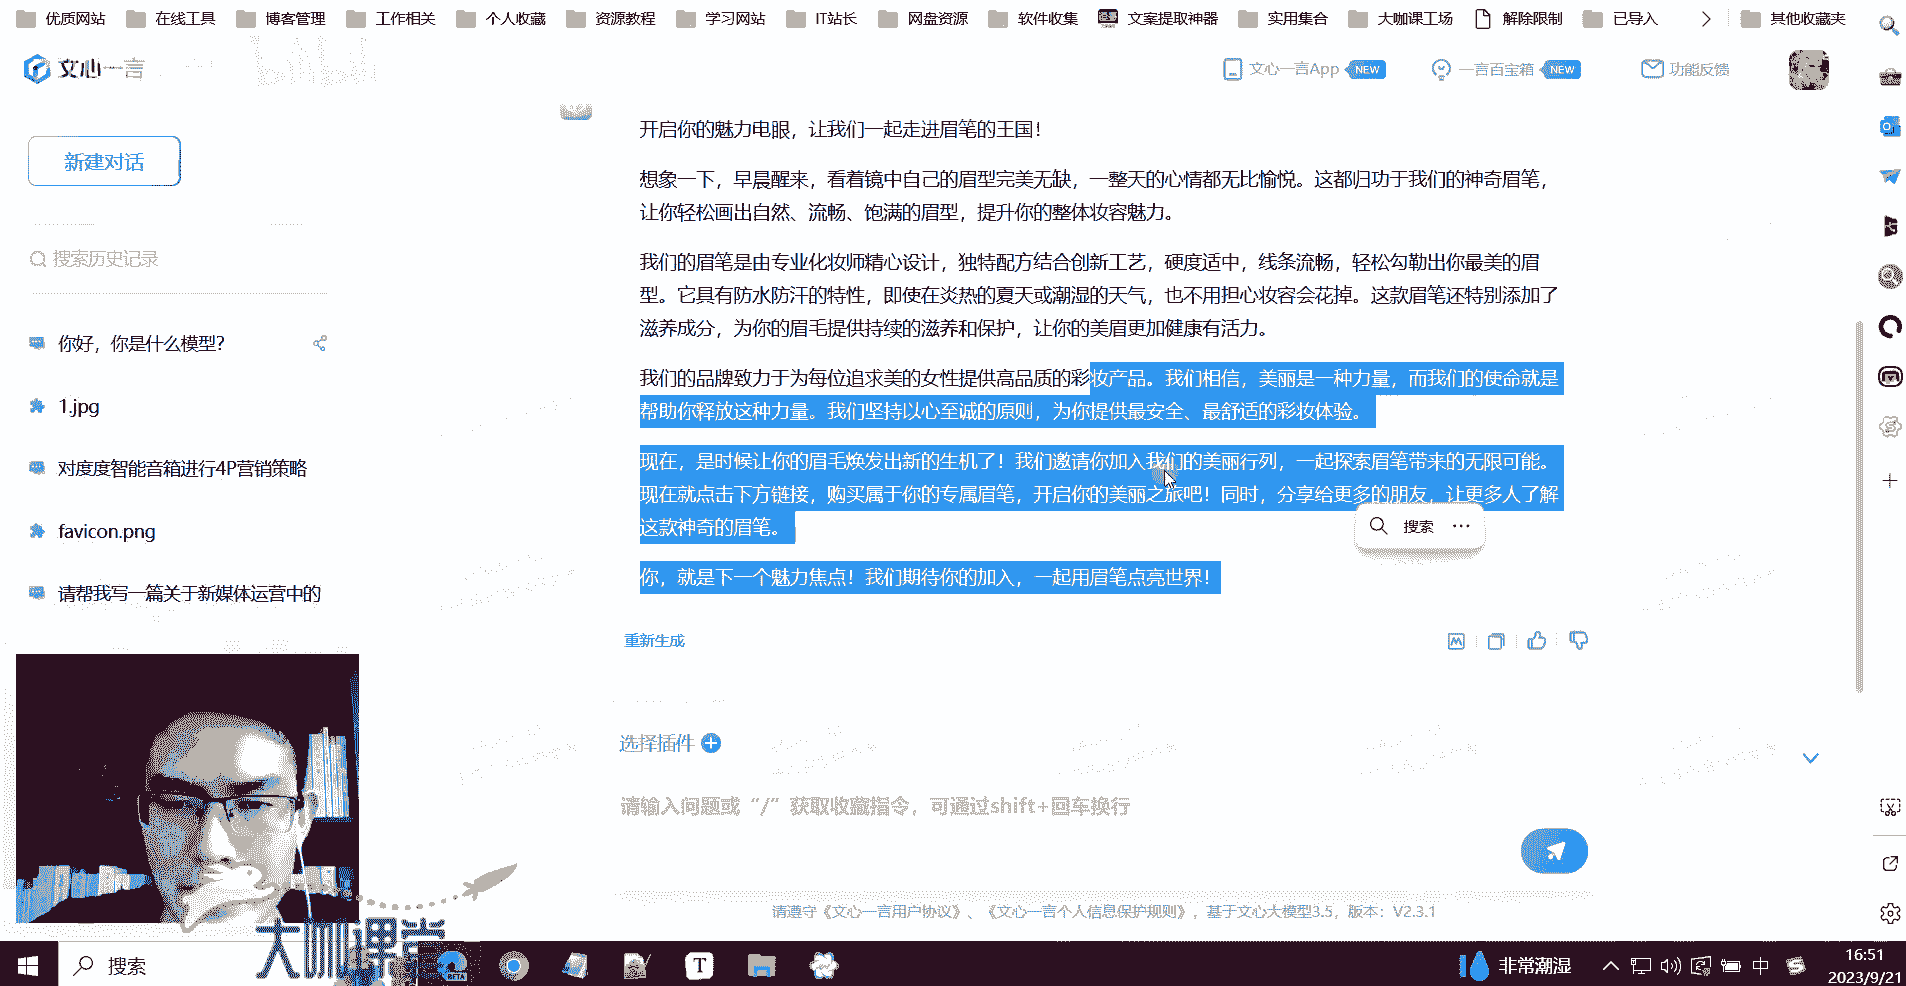 优质网站 在线工具 博客管理 工作相关 个人收藏 资源教程 学习网站 IT站长 网盘资源 软件收集 文案提取神器 实用集合 大咖课工场 解除限制 已导入 其他收藏夹
文心一言
文心一言App NEW 一言百宝箱 NEW 功能反馈
新建对话
搜索历史记录
你好，你是什么模型?
1.jpg
对度度智能音箱进行4P营销策略
favicon.png
请帮我写一篇关于新媒体运营中的
开启你的魅力电眼，让我们一起走进眉笔的王国！
想象一下，早晨醒来，看着镜中自己的眉型完美无缺，一整天的心情都无比愉悦。这都归功于我们的神奇眉笔，
让你轻松画出自然、流畅、饱满的眉型，提升你的整体妆容魅力。
我们的眉笔是由专业化妆师精心设计，独特配方结合创新工艺，硬度适中，线条流畅，轻松勾勒出你最美的眉
型。它具有防水防汗的特性，即使在炎热的夏天或潮湿的天气，也不用担心妆容会花掉。这款眉笔还特别添加了
滋养成分，为你的眉毛提供持续的滋养和保护，让你的美眉更加健康有活力。
我们的品牌致力于为每位追求美的女性提供高品质的彩妆产品。我们相信，美丽是一种力量，而我们的使命就是
帮助你释放这种力量。我们坚持以心至诚的原则，为你提供最安全、最舒适的彩妆体验。
现在，是时候让你的眉毛焕发出新的生机了！我们邀请你加入我们的美丽行列，一起探索眉笔带来的无限可能。
现在就点击下方链接，购买属于你的专属眉笔，开启你的美丽之旅吧！同时，分享给更多的朋友，让更多人了解
这款神奇的眉笔。
搜索 ···
你，就是下一个魅力焦点！我们期待你的加入，一起用眉笔点亮世界！
重新生成
选择插件
请输入问题或“/”获取收藏指令，可通过shift+回车换行
请遵守《文心一言用户协议》、《文心一言个人信息保护规则》，基于文心大模型3.5，版本：V2.3.1
大咖课堂
搜索
BETA
T
非常潮湿
中
16:51
2023/9/21